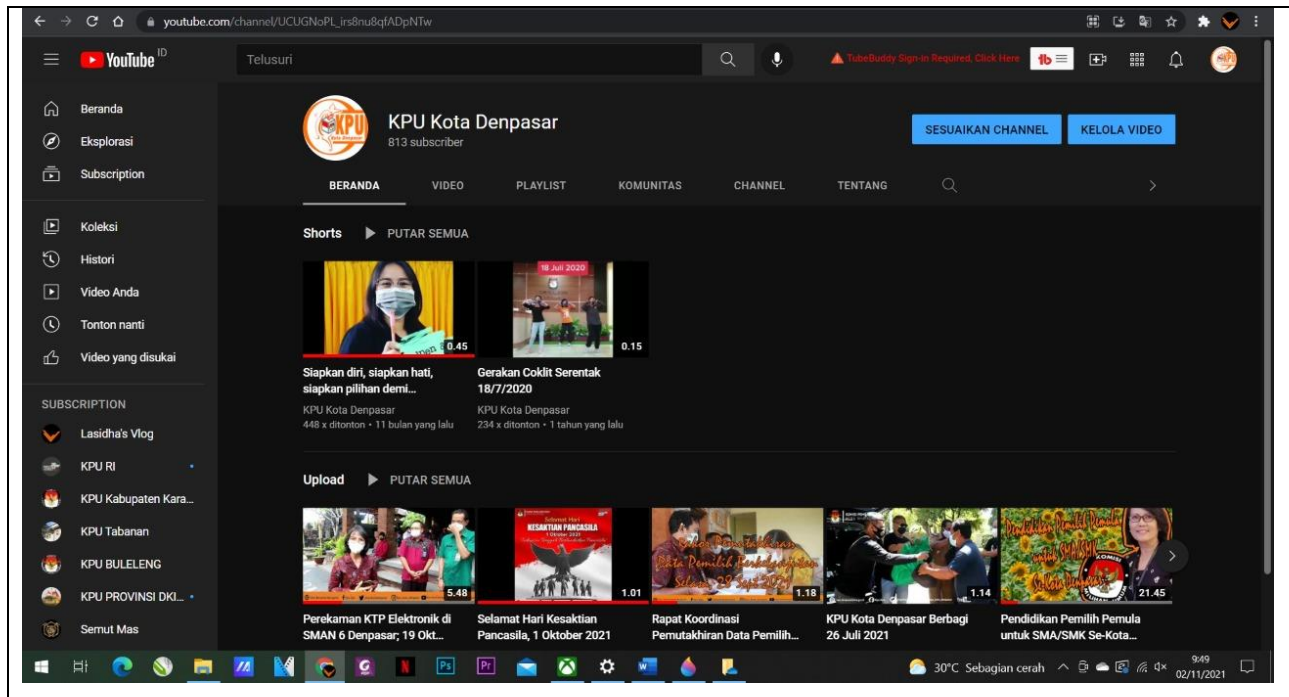 youtube.com/channel/UCUGNoPL_irs8nu8qfADpNTw
YouTube ID
Telusuri
TubeBuddy Sign-in Required, Click Here
Beranda
Eksplorasi
Subscription
Koleksi
Histori
Video Anda
Tonton nanti
Video yang disukai
SUBSCRIPTION
Lasidha's Vlog
KPU RI
KPU Kabupaten Kara...
KPU Tabanan
KPU BULELENG
KPU PROVINSI DKI...
Semut Mas
KPU
KPU Kota Denpasar
813 subscriber
SESUAIKAN CHANNEL
KELOLA VIDEO
BERANDA VIDEO PLAYLIST KOMUNITAS CHANNEL TENTANG
Shorts PUTAR SEMUA
0.45
18 Juli 2020
0.15
Siapkan diri, siapkan hati,
siapkan pilihan demi...
KPU Kota Denpasar
448 x ditonton • 11 bulan yang lalu
Gerakan Coklit Serentak
18/7/2020
KPU Kota Denpasar
234 x ditonton • 1 tahun yang lalu
Upload PUTAR SEMUA
5.48
Selamat Hari
KESAKTIAN PANCASILA
1 Oktober 2021
1.01
1.18
1.14
21.45
Perekaman KTP Elektronik di
SMAN 6 Denpasar; 19 Okt...
Selamat Hari Kesaktian
Pancasila, 1 Oktober 2021
Rapat Koordinasi
Pemutakhiran Data Pemilih...
KPU Kota Denpasar Berbagi
26 Juli 2021
Pendidikan Pemilih Pemula
untuk SMA/SMK Se-Kota...
30°C Sebagian cerah
9:49
02/11/2021